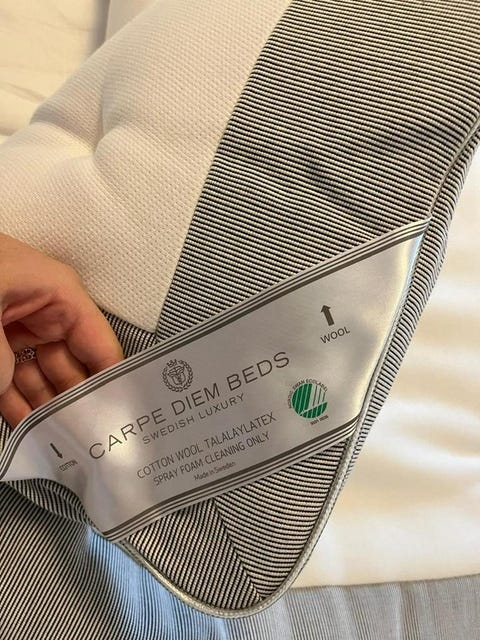 WOOL
CARPE DIEM BEDS
SWEDISH LUXURY
COTTON
COTTON WOOL TALALAYLATEX
SPRAY FOAM CLEANING ONLY
Made in Sweden